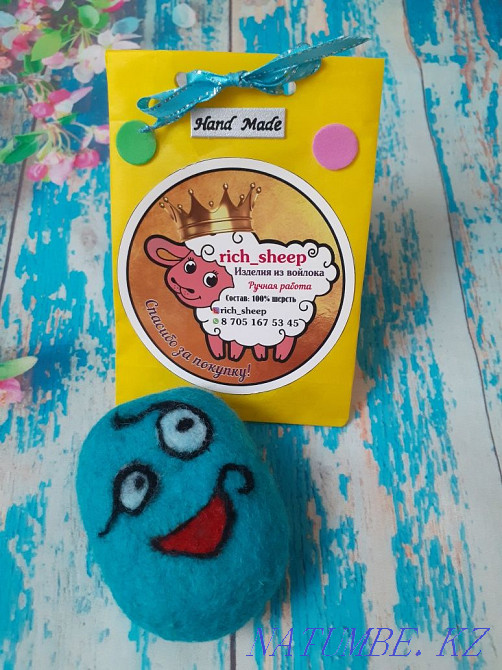 Hand Made
rich_sheep
Изделия из войлока
Ручная работа
Состав: 100% шерсть
rich_sheep
8 705 167 53 45
Спасибо за покупку!
NATUMBE.KZ